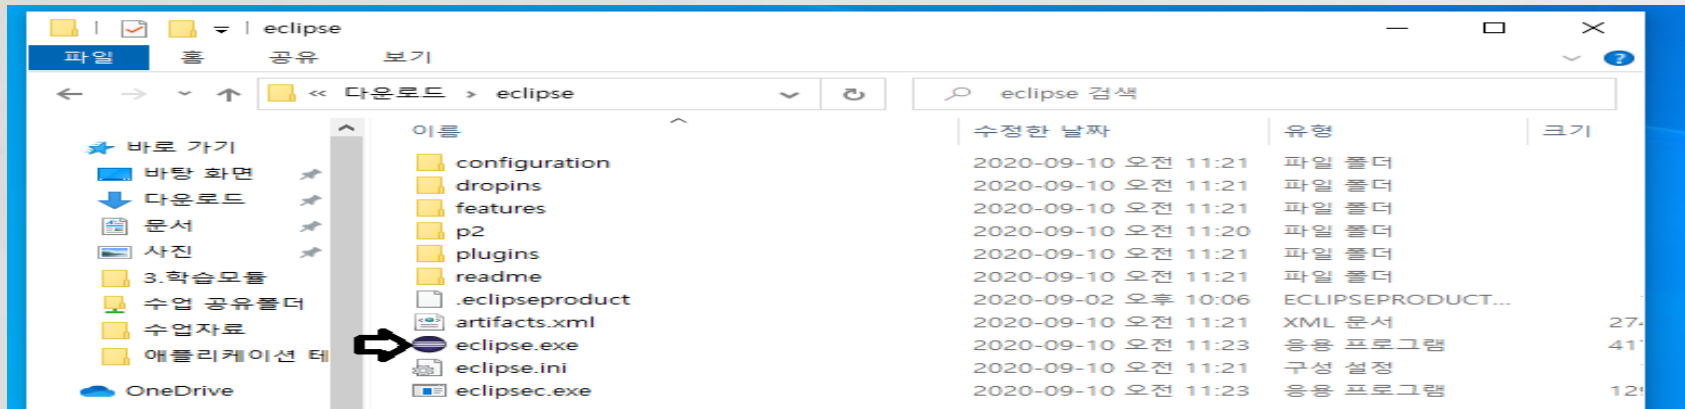 eclipse
파일 홈 공유 보기
« 다운로드 > eclipse eclipse 검색
이름 수정한 날짜 유형 크기
바로 가기
바탕 화면
다운로드
문서
사진
3.학습모듈
수업 공유폴더
수업자료
애플리케이션 테
OneDrive
configuration 2020-09-10 오전 11:21 파일 폴더
dropins 2020-09-10 오전 11:21 파일 폴더
features 2020-09-10 오전 11:21 파일 폴더
p2 2020-09-10 오전 11:20 파일 폴더
plugins 2020-09-10 오전 11:21 파일 폴더
readme 2020-09-10 오전 11:21 파일 폴더
.eclipseproduct 2020-09-02 오후 10:06 ECLIPSEPRODUCT...
artifacts.xml 2020-09-10 오전 11:21 XML 문서
eclipse.exe 2020-09-10 오전 11:23 응용 프로그램
eclipse.ini 2020-09-10 오전 11:21 구성 설정
eclipsec.exe 2020-09-10 오전 11:23 응용 프로그램